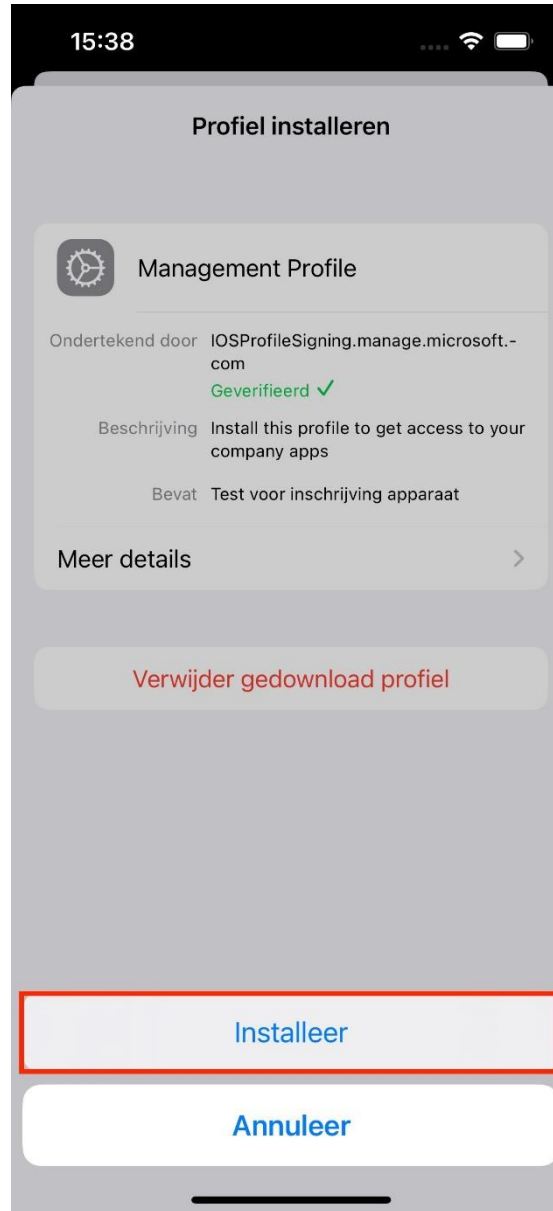 15:38
Profiel installeren
Management Profile
Ondertekend door IOSProfileSigning.manage.microsoft.-
com
Geverifieerd ✓
Beschrijving Install this profile to get access to your
company apps
Bevat Test voor inschrijving apparaat
Meer details
Verwijder gedownload profiel
Installeer
Annuleer